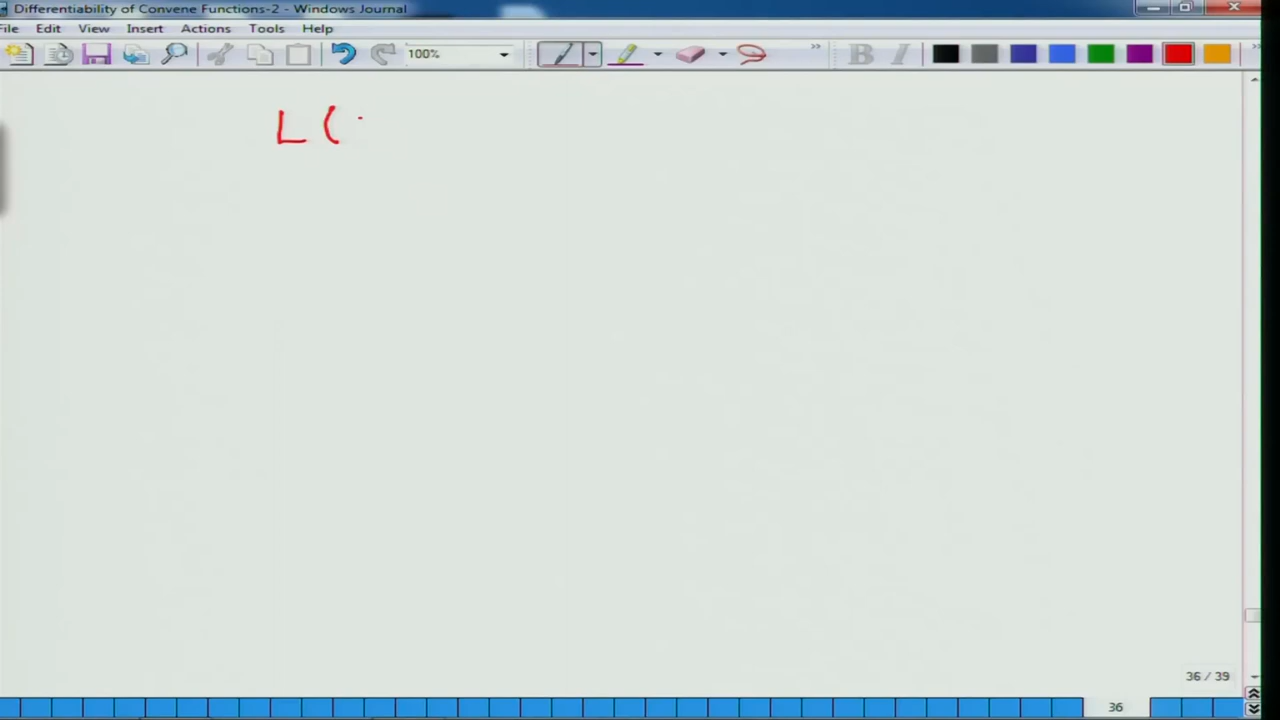 Differentiability of Convene Functions-2 - Windows Journal
File Edit View Insert Actions Tools Help
100% B I
L (
36 / 39
36